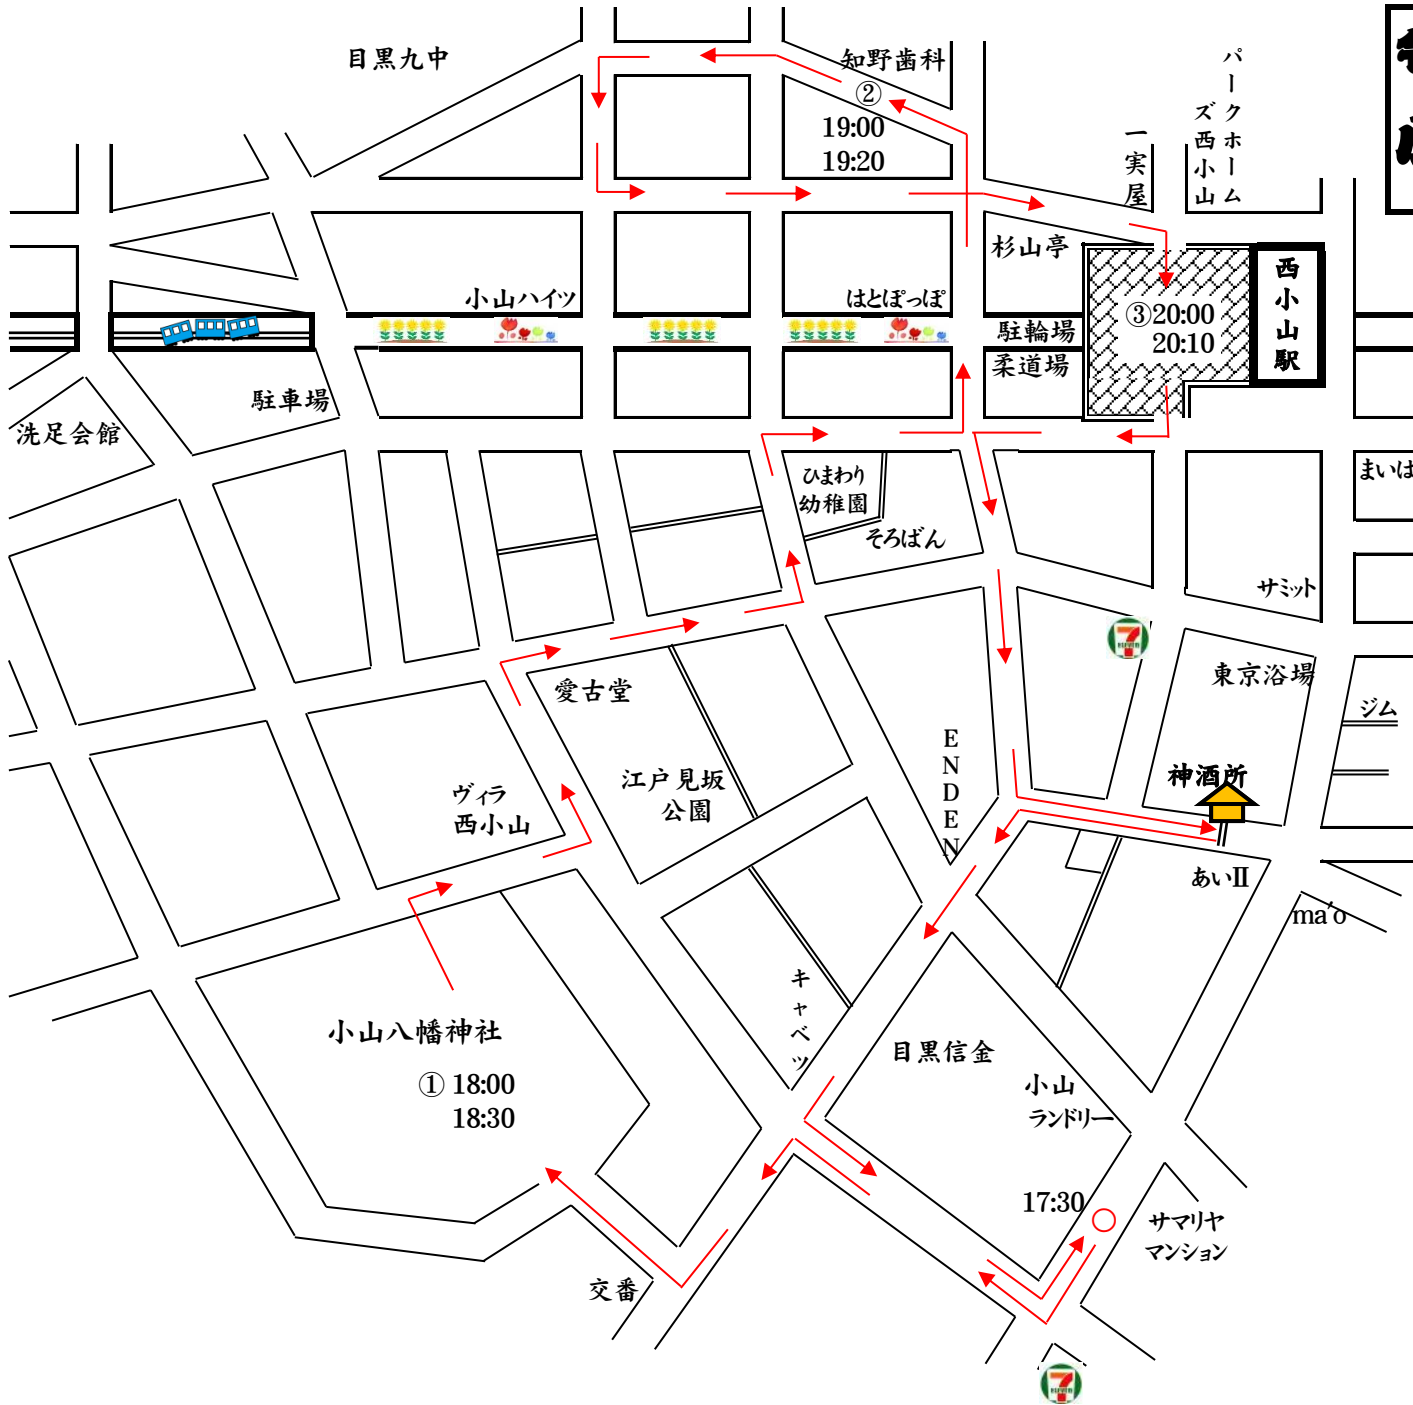 目黒九中
知野歯科
②
19:00
19:20
パークホーム
ズ西小山
一実屋
杉山亭
西小山駅
③20:00
20:10
小山ハイツ
はとぽっぽ
駐輪場
柔道場
駐車場
洗足会館
ひまわり
幼稚園
そろばん
まいば
サミット
東京浴場
ジム
愛古堂
江戸見坂
公園
ENDEN
神酒所
ヴィラ
西小山
あいⅡ
ma'o
キャベツ
小山八幡神社
① 18:00
18:30
目黒信金
小山
ランドリー
17:30
サマリヤ
マンション
交番